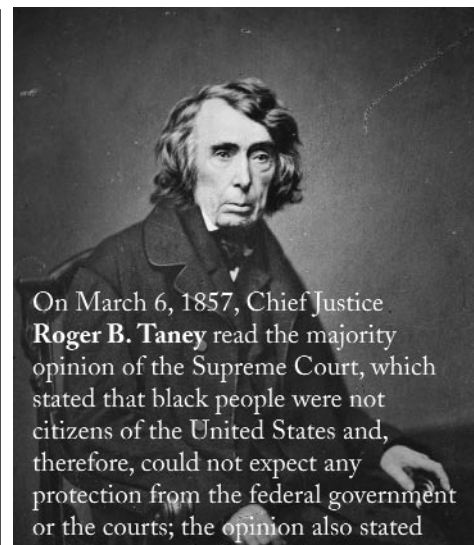 On March 6, 1857, Chief Justice
Roger B. Taney read the majority
opinion of the Supreme Court, which
stated that black people were not
citizens of the United States and,
therefore, could not expect any
protection from the federal government
or the courts; the opinion also stated